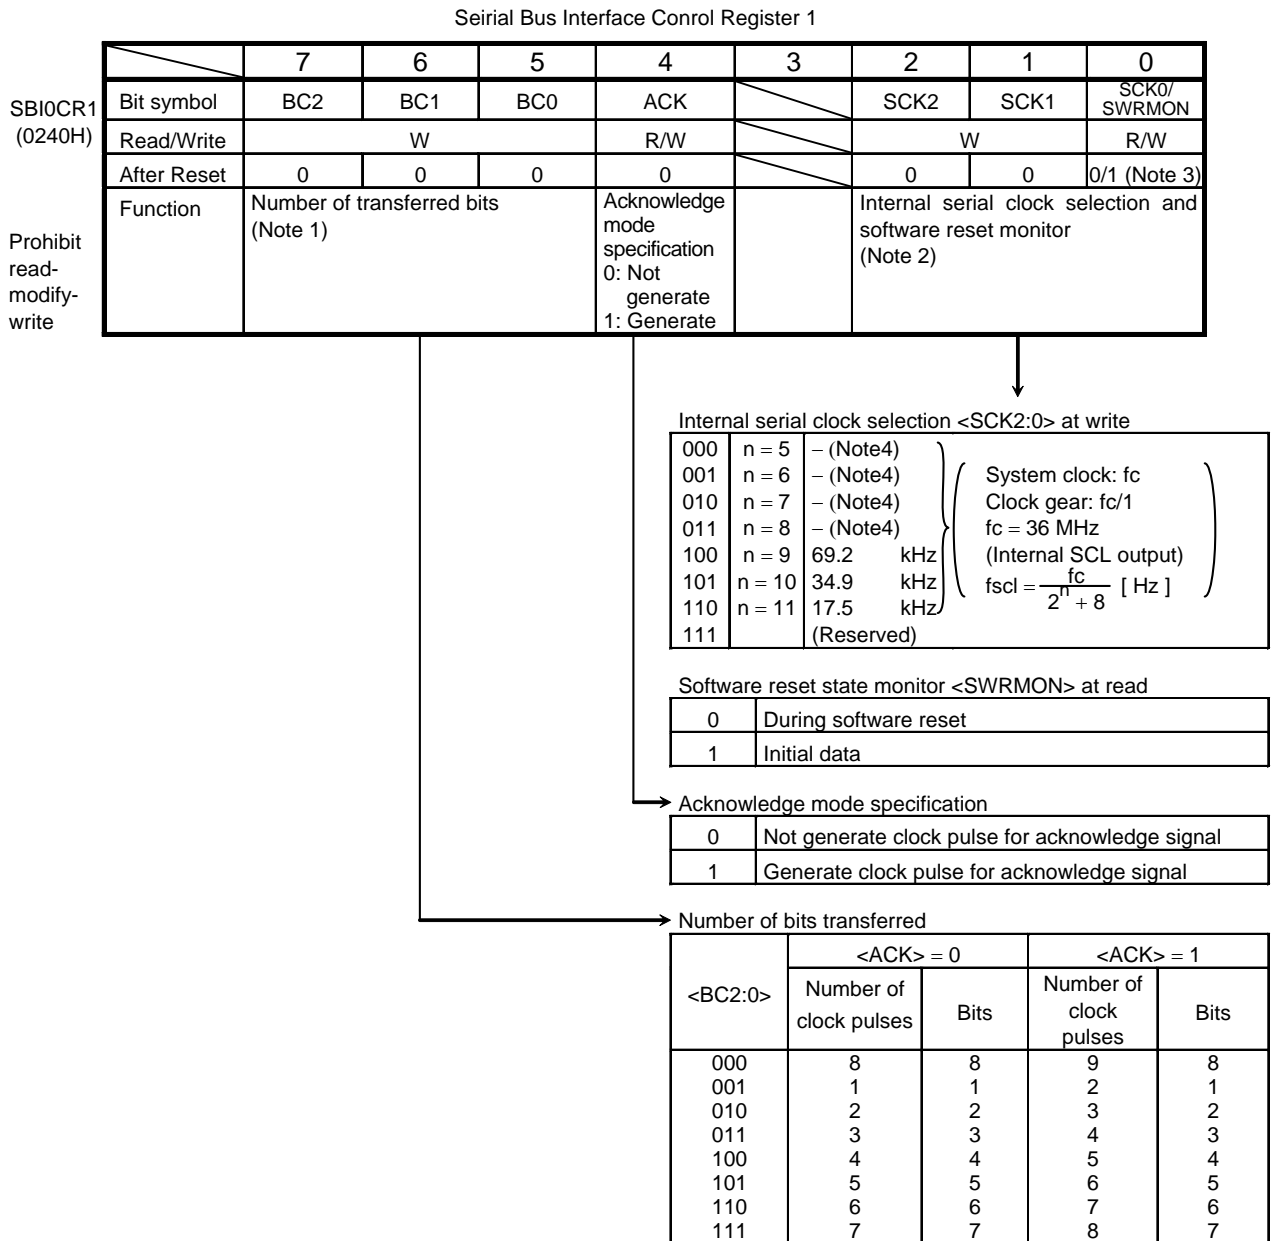 Seirial Bus Interface Conrol Register 1
7 6 5 4 3 2 1 0
SBI0CR1
(0240H)
Bit symbol BC2 BC1 BC0 ACK SCK2 SCK1 SCK0/
SWRMON
Read/Write W R/W W R/W
After Reset 0 0 0 0 0 0 0/1 (Note 3)
Prohibit
read-
modify-
write
Function
Number of transferred bits
(Note 1)
Acknowledge
mode
specification
0: Not
generate
1: Generate
Internal serial clock selection and
software reset monitor
(Note 2)
Internal serial clock selection <SCK2:0> at write
000 n = 5 − (Note4)
001 n = 6 − (Note4)
010 n = 7 − (Note4)
011 n = 8 − (Note4)
100 n = 9 69.2 kHz
101 n = 10 34.9 kHz
110 n = 11 17.5 kHz
111 (Reserved)
System clock: fc
Clock gear: fc/1
fc = 36 MHz
(Internal SCL output)
fscl = fc / 2^n + 8 [ Hz ]
Software reset state monitor <SWRMON> at read
0 During software reset
1 Initial data
Acknowledge mode specification
0 Not generate clock pulse for acknowledge signal
1 Generate clock pulse for acknowledge signal
Number of bits transferred
<BC2:0>
<ACK> = 0 <ACK> = 1
Number of
clock pulses
Bits
Number of
clock
pulses
Bits
000 8 8 9 8
001 1 1 2 1
010 2 2 3 2
011 3 3 4 3
100 4 4 5 4
101 5 5 6 5
110 6 6 7 6
111 7 7 8 7